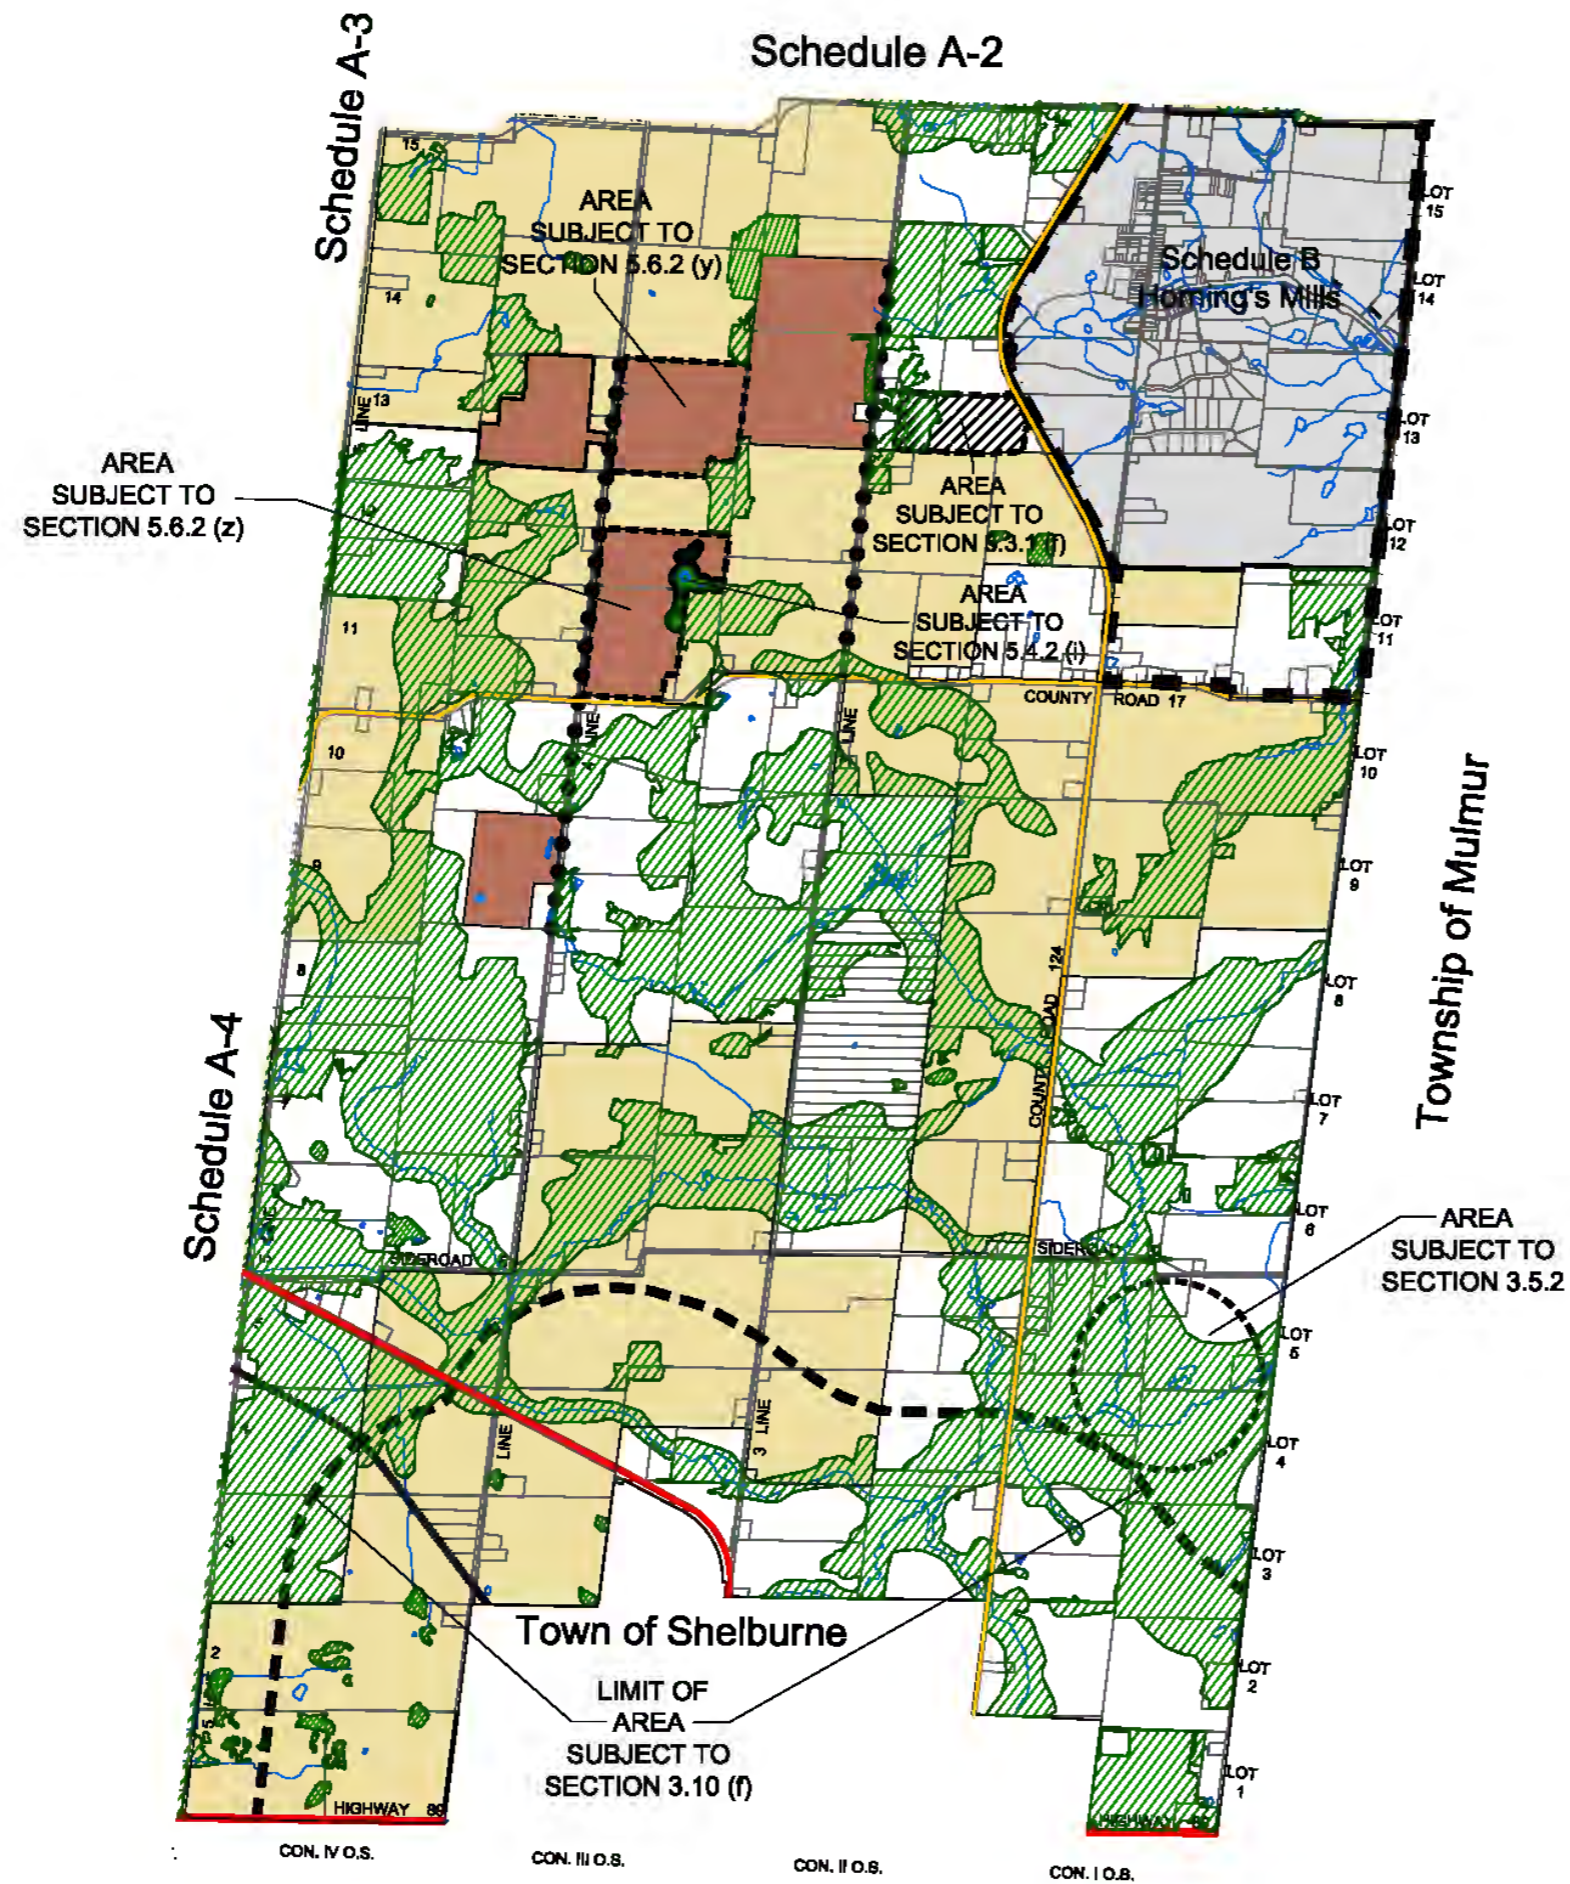 Schedule A-2
Schedule A-3
15
AREA
SUBJECT TO
SECTION 5.6.2 (y)
LOT
15
Schedule B
Horning's Mills
LOT
14
14
LINE
13
LOT
13
AREA
SUBJECT TO
SECTION 5.6.2 (z)
AREA
SUBJECT TO
LOT
12
AREA
SUBJECT TO
SECTION 5.4.2 (i)
11
LOT
11
COUNTY ROAD 17
LINE
4
LINE
10
LOT
10
9
LOT
9
Township of Mulmur
8
COUNTY ROAD 124
LOT
8
Schedule A-4
LOT
7
LINE
LOT
6
SIDEROAD
SIDEROAD
AREA
SUBJECT TO
SECTION 3.5.2
LOT
5
3 LINE
LINE
LOT
4
LOT
3
Town of Shelburne
2
LOT
2
LIMIT OF
AREA
SUBJECT TO
SECTION 3.10 (f)
5
LOT
1
HIGHWAY 89
HIGHWAY
CON. IV O.S.
CON. III O.S.
CON. II O.S.
CON. I O.S.